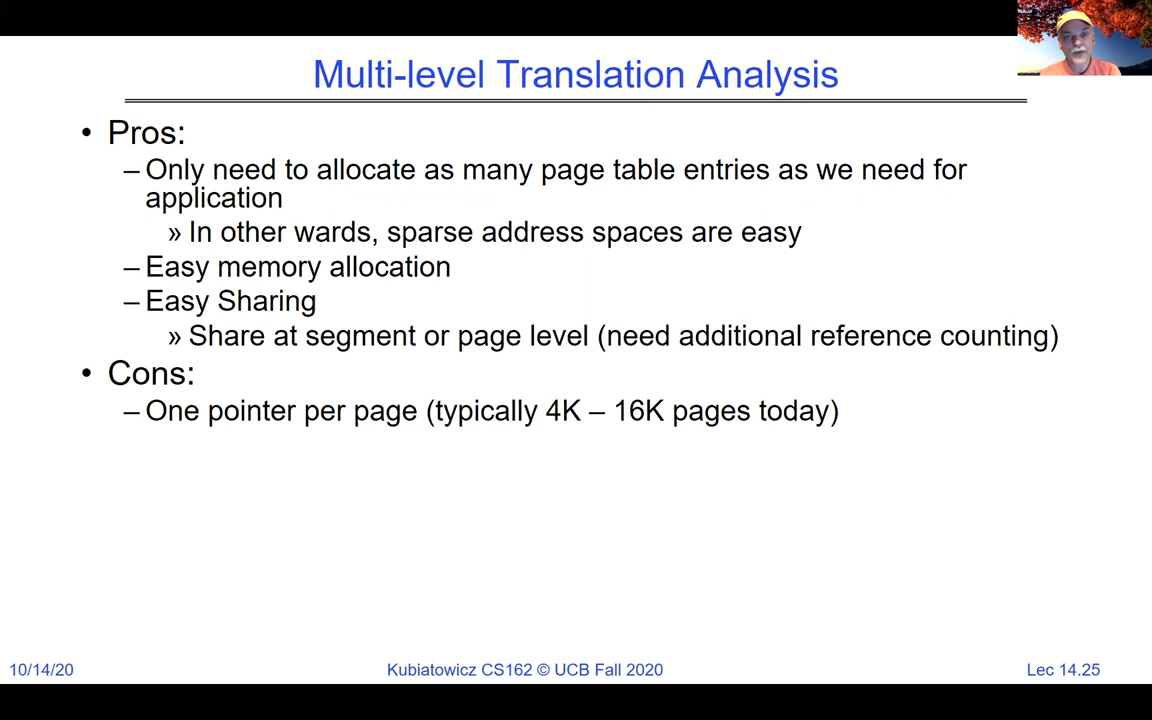 Multi-level Translation Analysis
• Pros:
– Only need to allocate as many page table entries as we need for
application
» In other wards, sparse address spaces are easy
– Easy memory allocation
– Easy Sharing
» Share at segment or page level (need additional reference counting)
• Cons:
– One pointer per page (typically 4K – 16K pages today)
10/14/20
Kubiatowicz CS162 © UCB Fall 2020
Lec 14.25